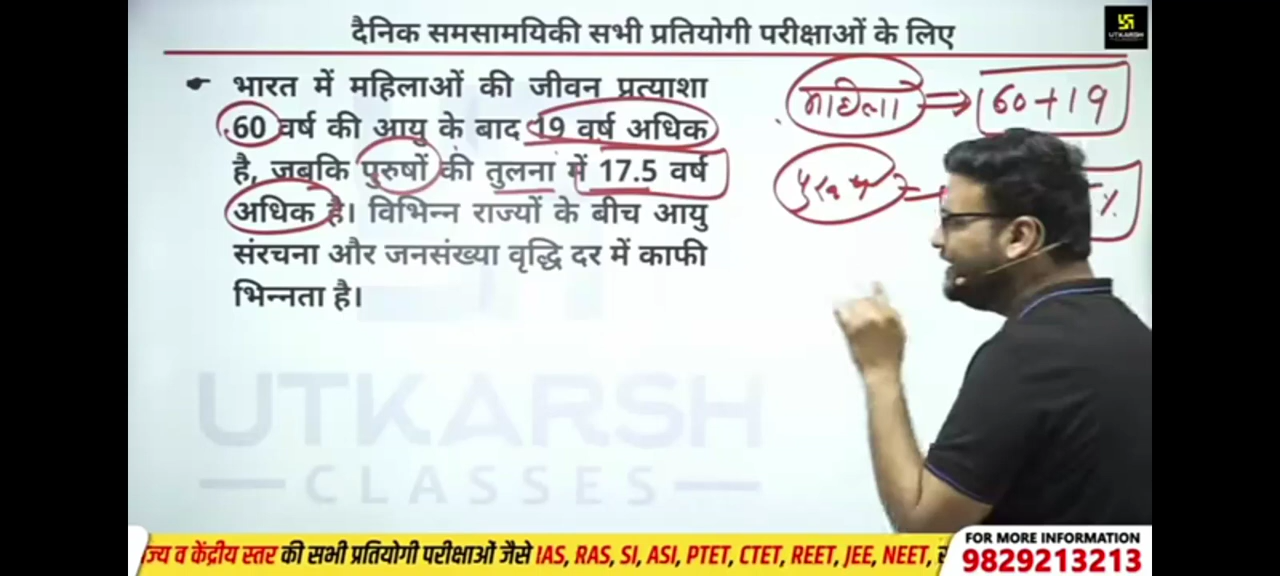 दैनिक समसामयिकी सभी प्रतियोगी परीक्षाओं के लिए
UTKARSH
भारत में महिलाओं की जीवन प्रत्याशा
60 वर्ष की आयु के बाद 19 वर्ष अधिक
है, जबकि पुरुषों की तुलना में 17.5 वर्ष
अधिक है। विभिन्न राज्यों के बीच आयु
संरचना और जनसंख्या वृद्धि दर में काफी
भिन्नता है।
महिला ⇒ 60+19
पुरुष
UTKARSH
CLASSES
व केंद्रीय स्तर की सभी प्रतियोगी परीक्षाओं जैसे IAS, RAS, SI, ASI, PTET, CTET, REET, JEE, NEET,
FOR MORE INFORMATION
9829213213